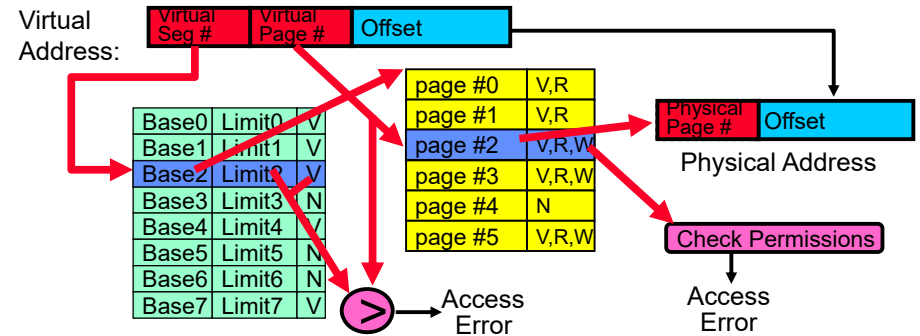 Virtual
Address:
Virtual
Seg #
Virtual
Page #
Offset
Base0 Limit0 V
Base1 Limit1 V
Base2 Limit2 V
Base3 Limit3 N
Base4 Limit4 V
Base5 Limit5 N
Base6 Limit6 N
Base7 Limit7 V
>
Access
Error
page #0 V,R
page #1 V,R
page #2 V,R,W
page #3 V,R,W
page #4 N
page #5 V,R,W
Physical
Page #
Offset
Physical Address
Check Permissions
Access
Error